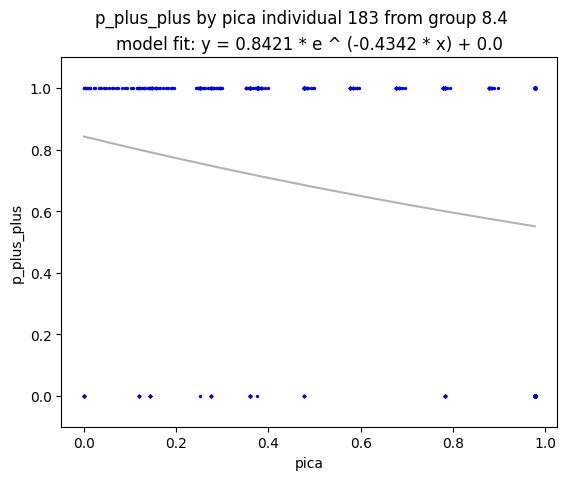 p_plus_plus by pica individual 183 from group 8.4
model fit: y = 0.8421 * e ^ (-0.4342 * x) + 0.0
1.0
0.8
0.6
0.4
0.2
0.0
p_plus_plus
0.0 0.2 0.4 0.6 0.8 1.0
pica